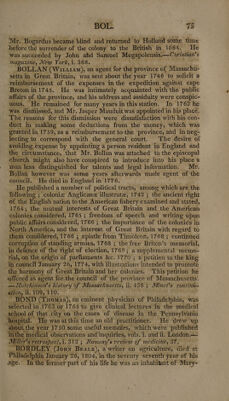 BOL. 73
Mr. Bogardus became blind and returned to Holland some time
before the surrender of the colony to the British in 1664. He
was succeeded by John and Samuel Megapolensis.—Christian's
magazine, New York, i. 368.
BOLLAN (William), an agent for the province of Massachu-
setts in Great Britain, was sent about the year 1746 to solicit a
reimbursement of the expenses in the expedition against cape
Breton in 1745. He was intimately acquainted with the public
affairs of the province, and his address and assiduity were conspic-
uous. He remained for many years in this station. In 1762 he
was dismissed, and Mr. Jasper Mauduit was appointed in his place.
The reasons for this dismission were dissatisfaction with his con-
duct in making some deductions from the money, which was
granted in 1759, as a reimbursement to the province, and in neg-
lecting to correspond with the general court. The desire of
avoiding expense by appointing a person resident in England and
the circumstance, that Mr. Bollan was attached to the episcopal
church might also have conspired to introduce into his place a
man less distinguished for talents and legal information. Mr.
Bollan however was some years afterwards made agent of the
council. He died in England in 1776.
He published a number of political tracts, among which are the
following ; coloniæ Anglicanæ illustratæ, 1762 ; the ancient right
of the English nation to the American fishery examined and stated,
1764; the mutual interests of Great Britain and the American
colonies considered, 1765 ; freedom of speech and writing upon
public affairs considered, 1766 ; the importance of the colonies in
North America, and the interest of Great Britain with regard to
them considered, 1766 ; epistle from Timoleon, 1768 ; continued
corruption of standing armies, 1768 ; the free Briton's memorial,
in defence of the right of election, 1769 ; a supplemental memo-
rial, on the origin of parliaments &c. 1770 ; a petition to the king
in council January 26, 1774, with illustrations intended to promote
the harmony of Great Britain and her colonies. This petition he
offered as agent for the council of the province of Massachusetts.
—Hutchinson's history of Massachusetts, ii. 436 ; Minot's continu-
ation, ii. 109, 110.
BOND (Thomas), an eminent physician of Philadelphia, was
selected in 1763 or 1764 to give clinical lectures in the medical
school of that city on the cases of disease in the Pennsylvania
hospital. He was at this time an old practitioner. He drew up
about the year 1750 some useful memoirs, which were published
in the medical observations and inquiries, vols. i. and ii. London.—
Miller's retrospect, i. 312 ; Ramsay's review of medicine, 37.
BORDLEY (John Beale), a writer on agriculture, died at
Philadelphia January 26, 1804, in the seventy seventh year of his
age. In the former part of his life he was an inhabitant of Mary-